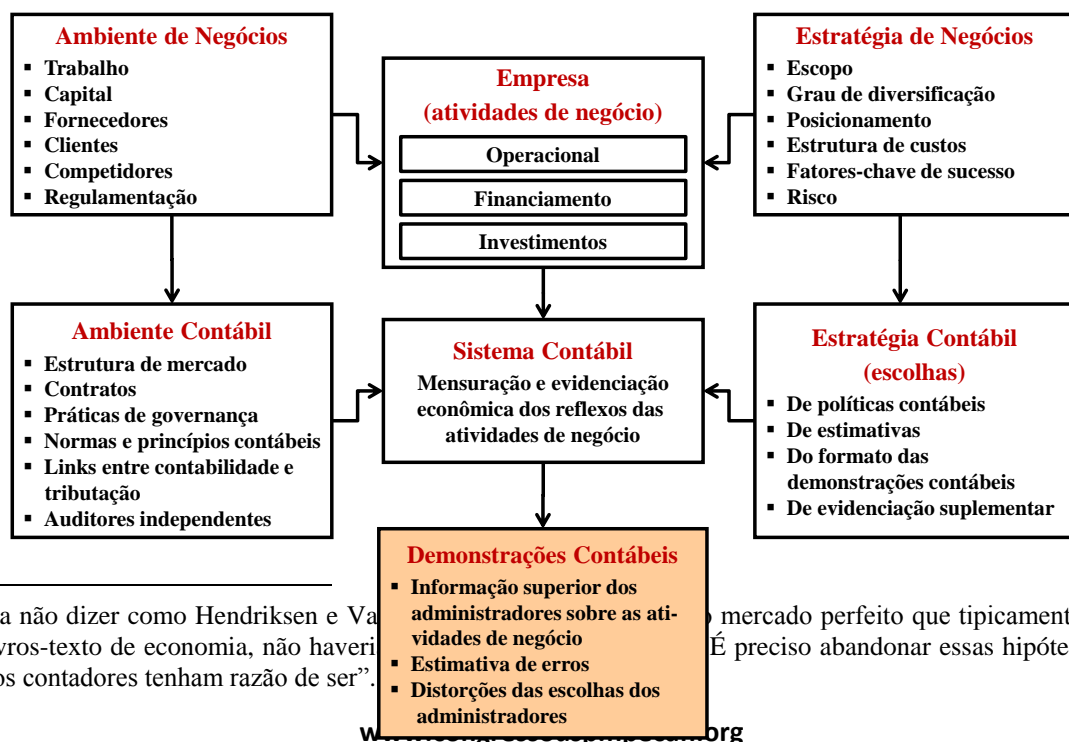 Ambiente de Negócios
▪ Trabalho
▪ Capital
▪ Fornecedores
▪ Clientes
▪ Competidores
▪ Regulamentação
Empresa
(atividades de negócio)
Operacional
Financiamento
Investimentos
Estratégia de Negócios
▪ Escopo
▪ Grau de diversificação
▪ Posicionamento
▪ Estrutura de custos
▪ Fatores-chave de sucesso
▪ Risco
Ambiente Contábil
▪ Estrutura de mercado
▪ Contratos
▪ Práticas de governança
▪ Normas e princípios contábeis
▪ Links entre contabilidade e
tributação
▪ Auditores independentes
Sistema Contábil
Mensuração e evidenciação
econômica dos reflexos das
atividades de negócio
Estratégia Contábil
(escolhas)
▪ De políticas contábeis
▪ De estimativas
▪ Do formato das
demonstrações contábeis
▪ De evidenciação suplementar
Demonstrações Contábeis
▪ Informação superior dos
administradores sobre as ati-
vidades de negócio
▪ Estimativa de erros
▪ Distorções das escolhas dos
administradores
a não dizer como Hendriksen e Va mercado perfeito que tipicament
vros-texto de economia, não haveri É preciso abandonar essas hipóte
os contadores tenham razão de ser”.